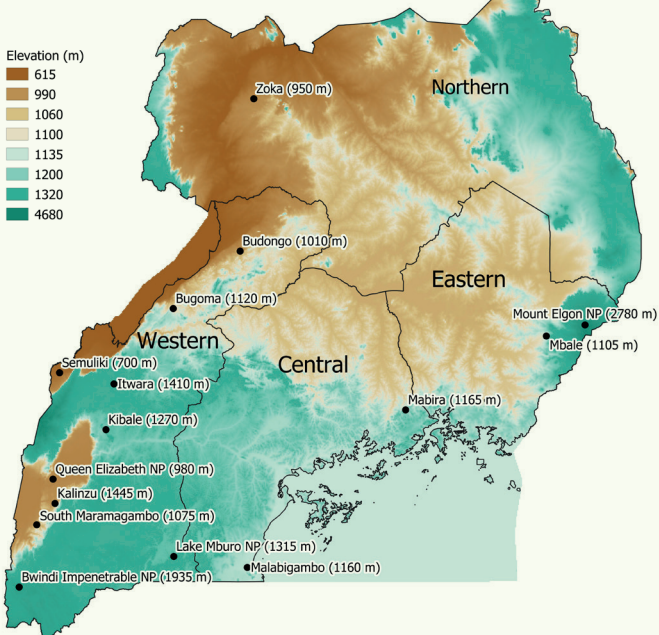 Elevation (m)
615
990
1060
1100
1135
1200
1320
4680
Zoka (950 m)
Northern
Budongo (1010 m)
Eastern
Bugoma (1120 m)
Mount Elgon NP (2780 m)
Western
Mbale (1105 m)
Central
Semuliki (700 m)
Itwara (1410 m)
Mabira (1165 m)
Kibale (1270 m)
Queen Elizabeth NP (980 m)
Kalinzu (1445 m)
South Maramagambo (1075 m)
Lake Mburo NP (1315 m)
Malabigambo (1160 m)
Bwindi Impenetrable NP (1935 m)